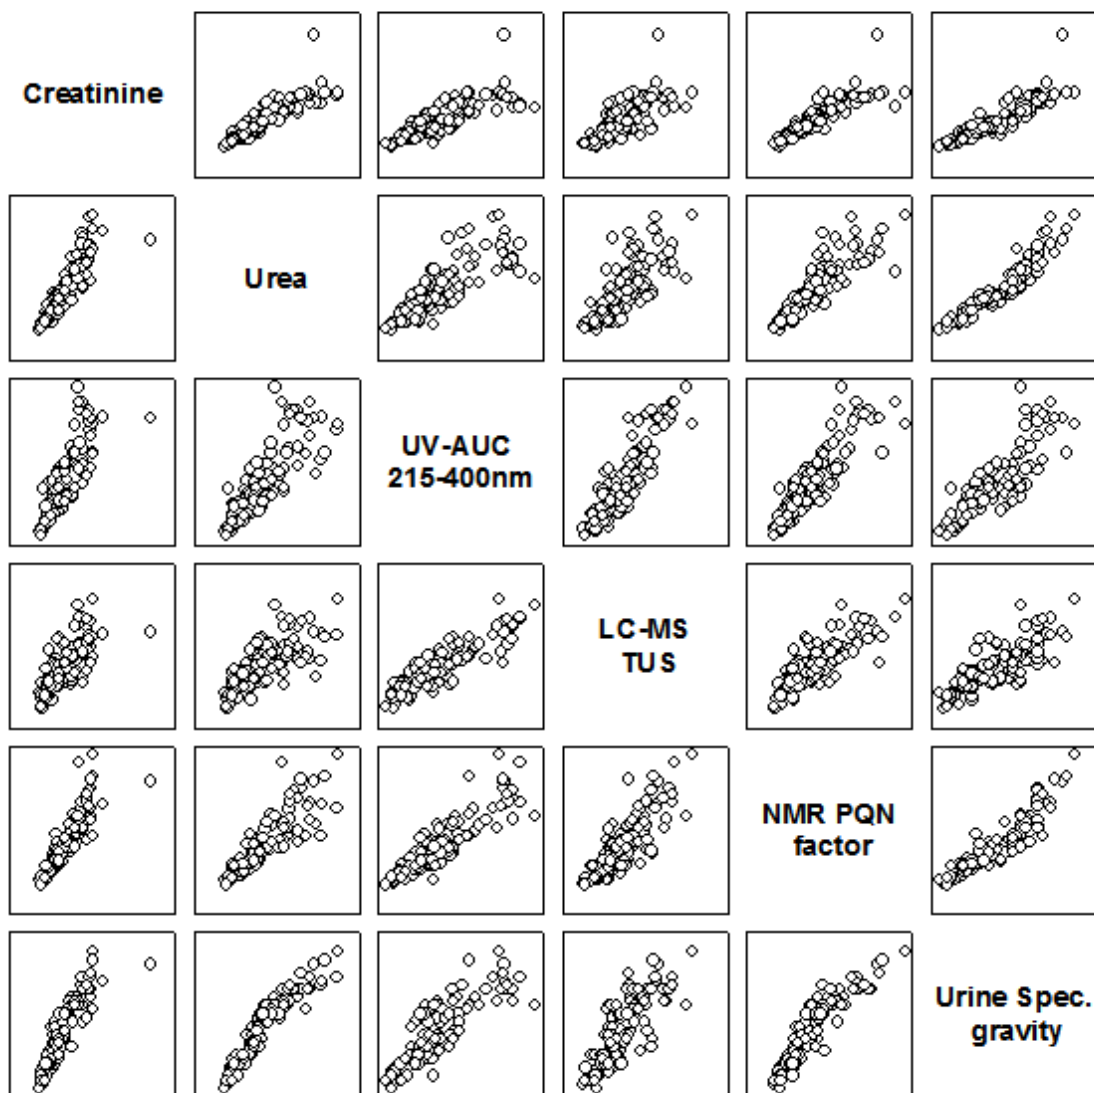 Creatinine
Urea
UV-AUC
215-400nm
LC-MS
TUS
NMR PQN
factor
Urine Spec.
gravity